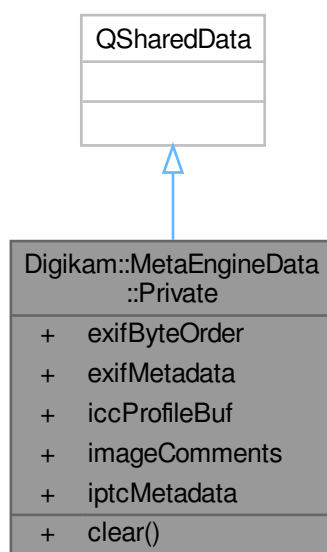 QSharedData
Digikam::MetaEngineData
::Private
+ exifByteOrder
+ exifMetadata
+ iccProfileBuf
+ imageComments
+ iptcMetadata
+ clear()